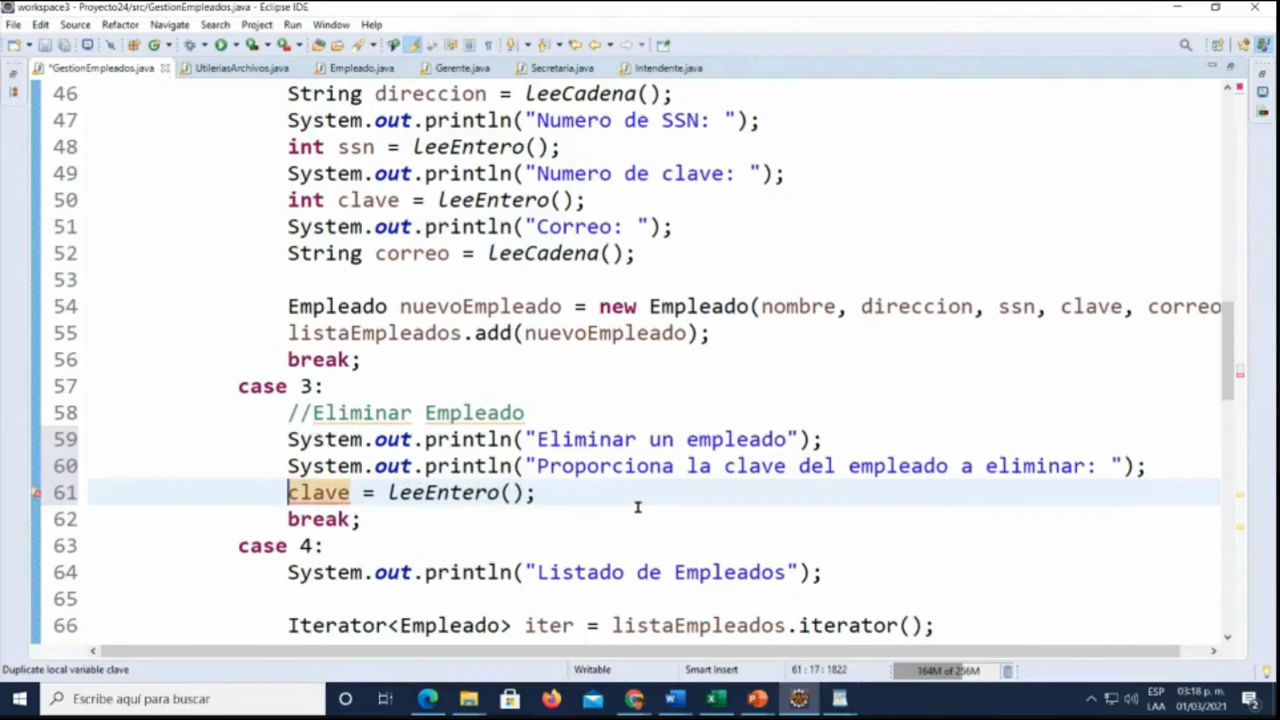 workspace3 - Proyecto24/src/GestionEmpleados.java - Eclipse IDE
File Edit Source Refactor Navigate Search Project Run Window Help
*GestionEmpleados.java UtileriasArchivos.java Empleado.java Gerente.java Secretaria.java Intendente.java
46 String direccion = leeCadena();
47 System.out.println("Numero de SSN: ");
48 int ssn = leeEntero();
49 System.out.println("Numero de clave: ");
50 int clave = leeEntero();
51 System.out.println("Correo: ");
52 String correo = leeCadena();
53
54 Empleado nuevoEmpleado = new Empleado(nombre, direccion, ssn, clave, correo
55 listaEmpleados.add(nuevoEmpleado);
56 break;
57 case 3:
58 //Eliminar Empleado
59 System.out.println("Eliminar un empleado");
60 System.out.println("Proporciona la clave del empleado a eliminar: ");
61 clave = leeEntero();
62 break;
63 case 4:
64 System.out.println("Listado de Empleados");
65
66 Iterator<Empleado> iter = listaEmpleados.iterator();
Duplicate local variable clave Writable Smart Insert 61 : 17 : 1822 164M of 256M
Escribe aquí para buscar ESP 03:18 p. m.
LAA 01/03/2021 2